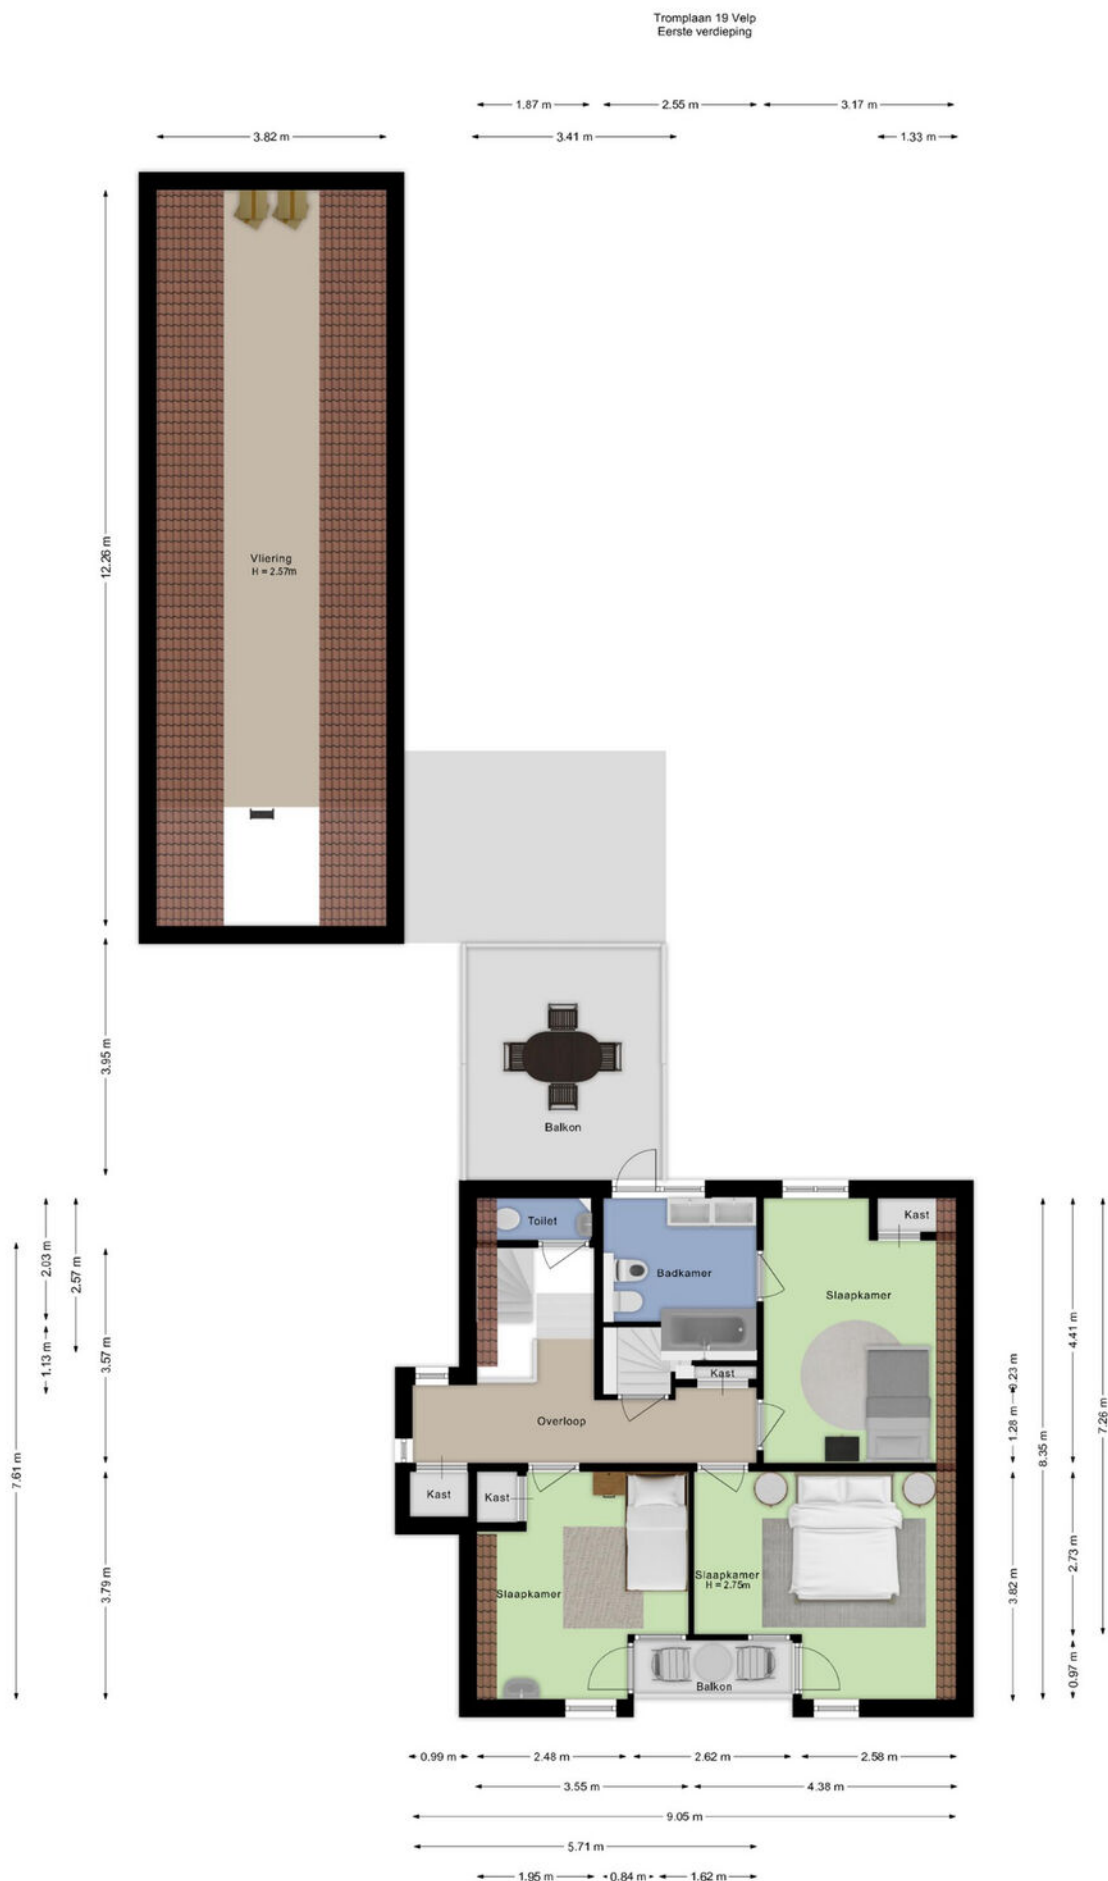 Tromplaan 19 Velp
Eerste verdieping
1.87 m
2.55 m
3.17 m
3.82 m
3.41 m
1.33 m
12.26 m
Vliering
H = 2.57m
3.95 m
Balkon
Toilet
Kast
Badkamer
Slaapkamer
2.03 m
2.57 m
3.57 m
1.13 m
7.61 m
3.79 m
Kast
Overloop
Kast
Kast
Slaapkamer
H = 2.75m
Slaapkamer
Balkon
0.23 m
1.28 m
4.41 m
7.26 m
8.35 m
3.82 m
2.73 m
0.97 m
0.99 m
2.48 m
2.62 m
2.58 m
3.55 m
4.38 m
9.05 m
5.71 m
1.95 m
0.84 m
1.62 m